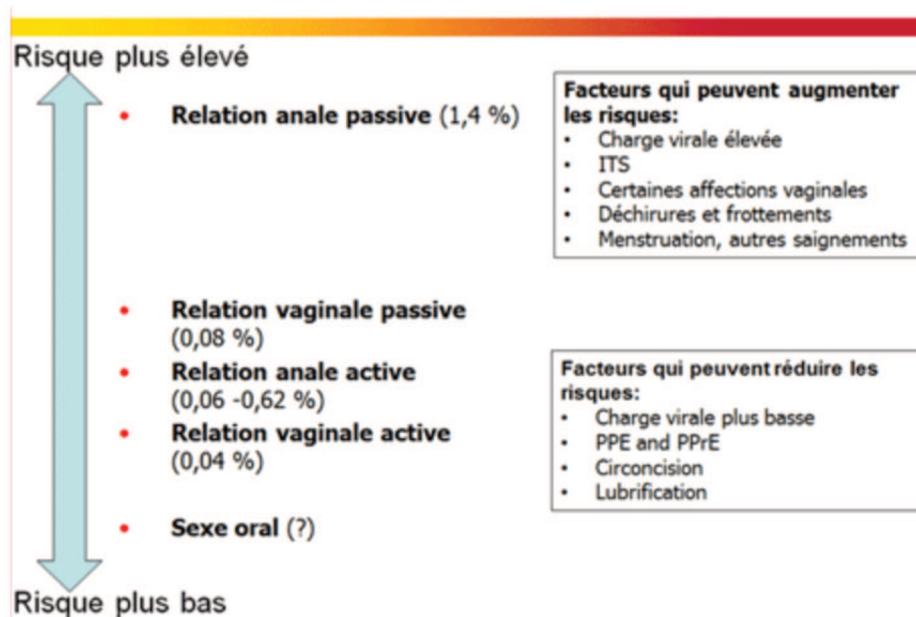 Risque plus élevé
• Relation anale passive (1,4 %)
Facteurs qui peuvent augmenter
les risques:
• Charge virale élevée
• ITS
• Certaines affections vaginales
• Déchirures et frottements
• Menstruation, autres saignements
• Relation vaginale passive
(0,08 %)
• Relation anale active
(0,06 -0,62 %)
• Relation vaginale active
(0,04 %)
Facteurs qui peuvent réduire les
risques:
• Charge virale plus basse
• PPE and PPrE
• Circoncision
• Lubrification
• Sexe oral (?)
Risque plus bas